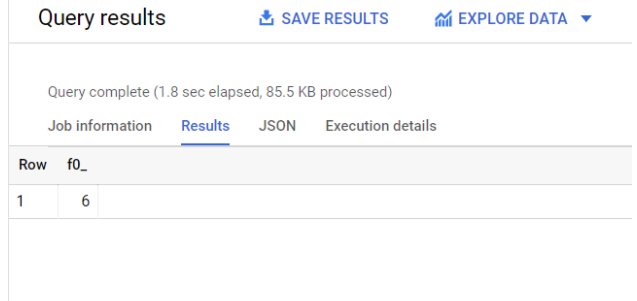 Query results SAVE RESULTS EXPLORE DATA
Query complete (1.8 sec elapsed, 85.5 KB processed)
Job information Results JSON Execution details
Row f0_
1 6